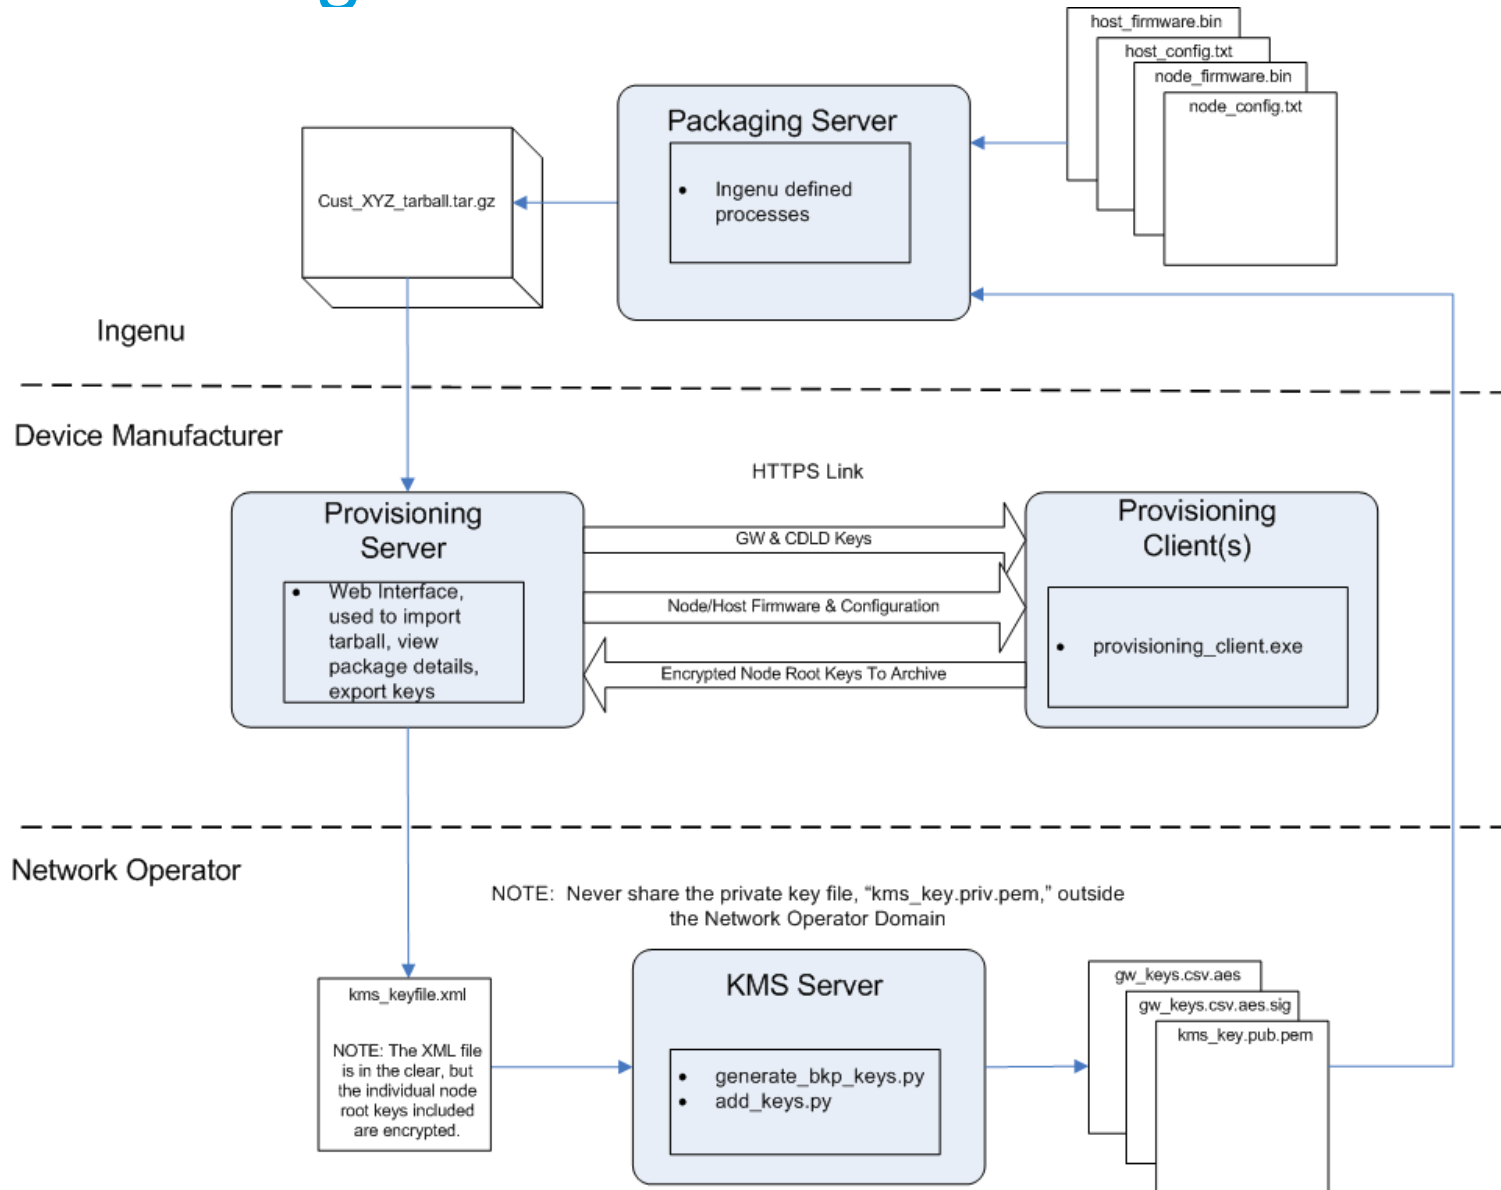 host_firmware.bin
host_config.txt
node_firmware.bin
node_config.txt
Packaging Server
• Ingenu defined
processes
Cust_XYZ_tarball.tar.gz
Ingenu
Device Manufacturer
HTTPS Link
Provisioning
Server
• Web Interface,
used to import
tarball, view
package details,
export keys
GW & CDLD Keys
Node/Host Firmware & Configuration
Encrypted Node Root Keys To Archive
Provisioning
Client(s)
• provisioning_client.exe
Network Operator
NOTE: Never share the private key file, “kms_key.priv.pem,” outside
the Network Operator Domain
kms_keyfile.xml
NOTE: The XML file
is in the clear, but
the individual node
root keys included
are encrypted.
KMS Server
• generate_bkp_keys.py
• add_keys.py
gw_keys.csv.aes
gw_keys.csv.aes.sig
kms_key.pub.pem